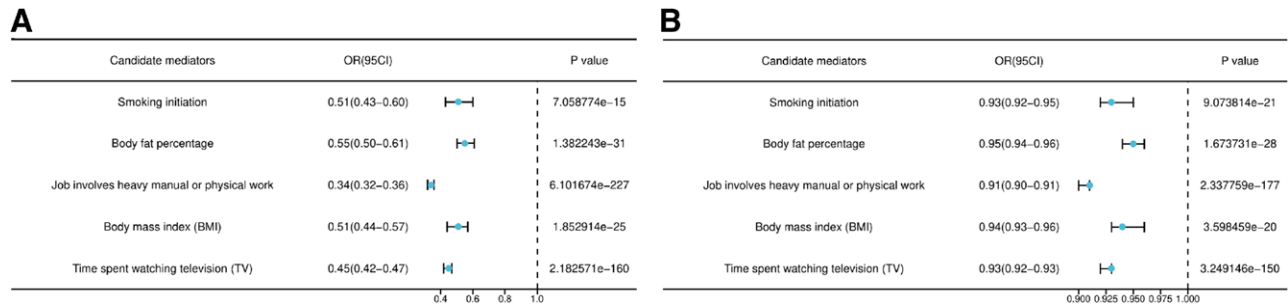 A
Candidate mediators OR(95CI) P value
Smoking initiation 0.51(0.43−0.60) 7.058774e−15
Body fat percentage 0.55(0.50−0.61) 1.382243e−31
Job involves heavy manual or physical work 0.34(0.32−0.36) 6.101674e−227
Body mass index (BMI) 0.51(0.44−0.57) 1.852914e−25
Time spent watching television (TV) 0.45(0.42−0.47) 2.182571e−160
0.4 0.6 0.8 1.0
B
Candidate mediators OR(95CI) P value
Smoking initiation 0.93(0.92−0.95) 9.073814e−21
Body fat percentage 0.95(0.94−0.96) 1.673731e−28
Job involves heavy manual or physical work 0.91(0.90−0.91) 2.337759e−177
Body mass index (BMI) 0.94(0.93−0.96) 3.598459e−20
Time spent watching television (TV) 0.93(0.92−0.93) 3.249146e−150
0.900 0.925 0.950 0.975 1.000